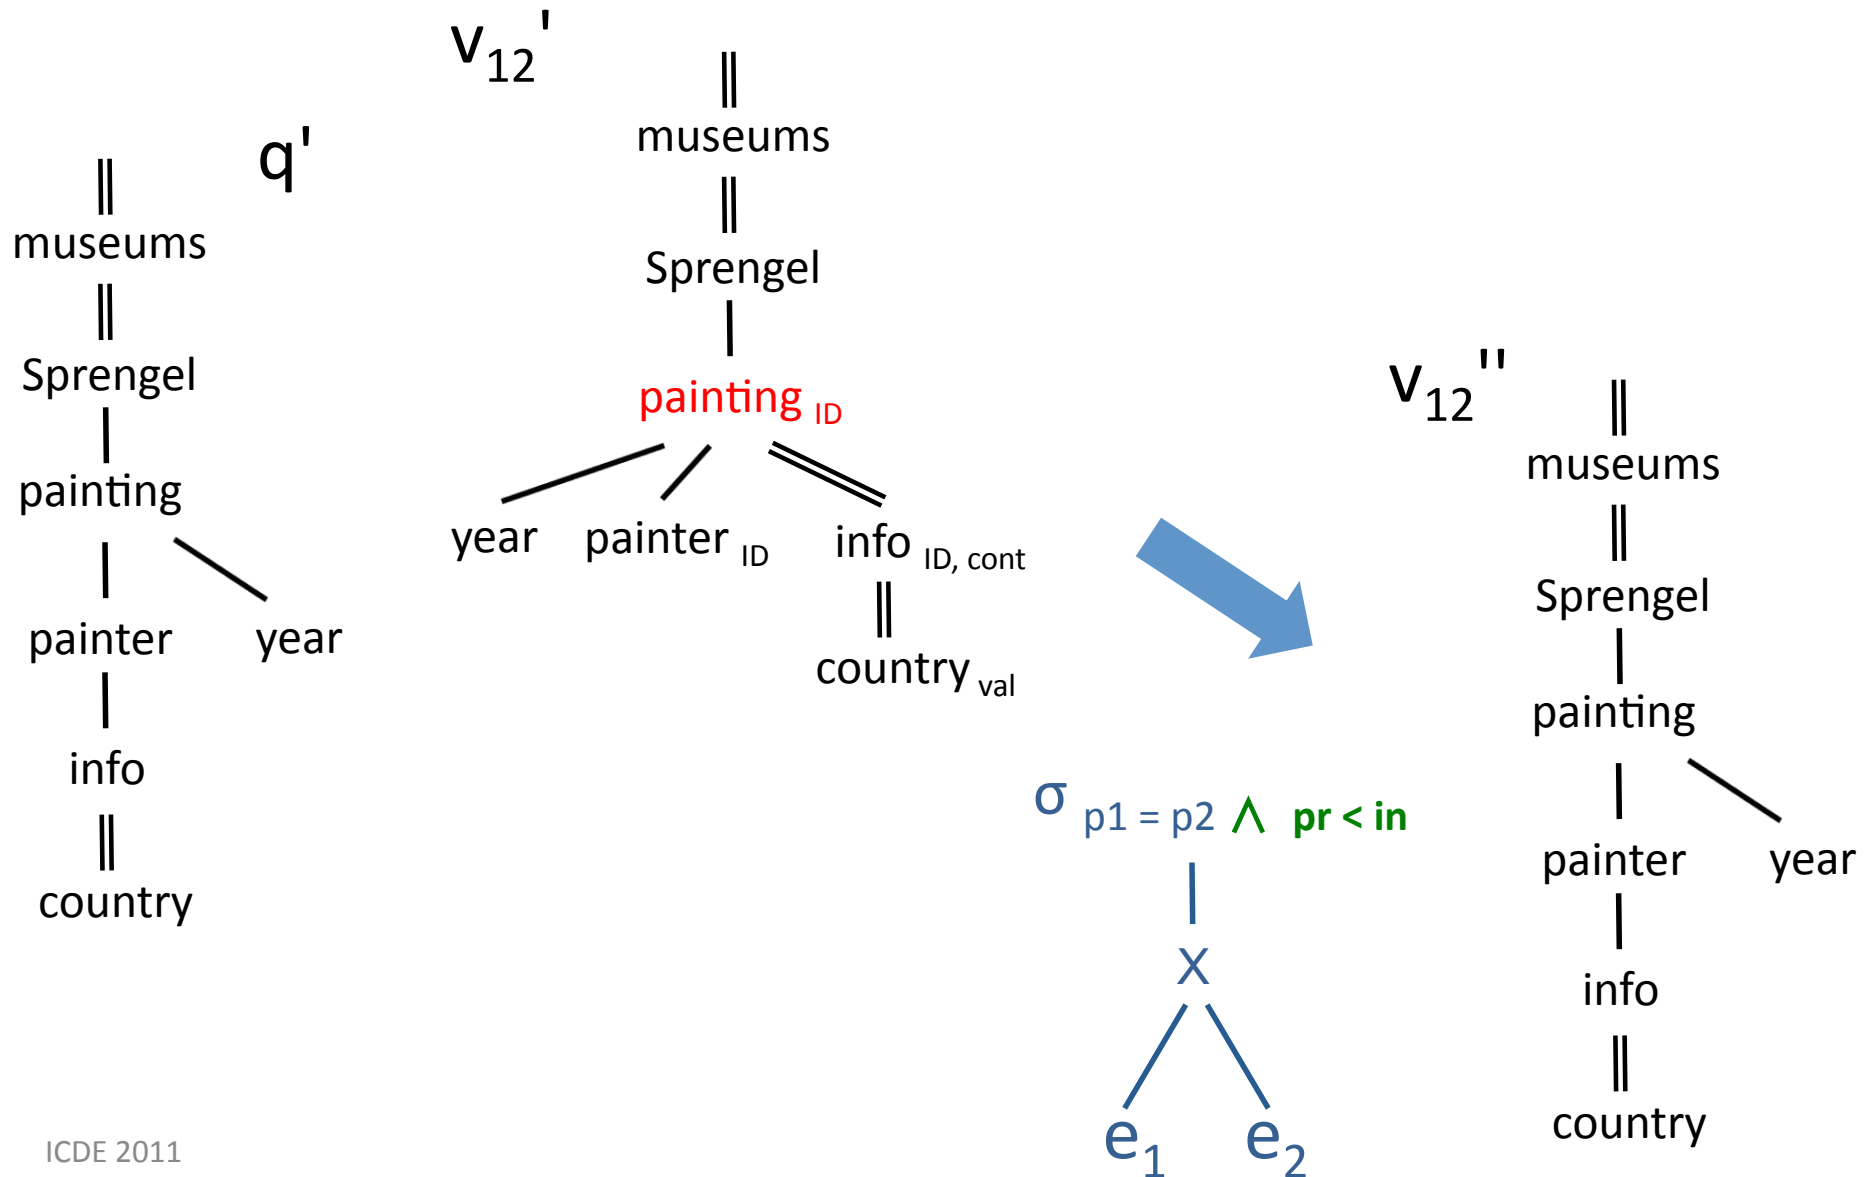 q'
museums
Sprengel
painting
painter year
info
country
v12'
museums
Sprengel
painting ID
year painter ID info ID, cont
country val
v12''
museums
Sprengel
painting
painter year
info
country
σ p1 = p2 ∧ pr < in
X
e1 e2
ICDE 2011